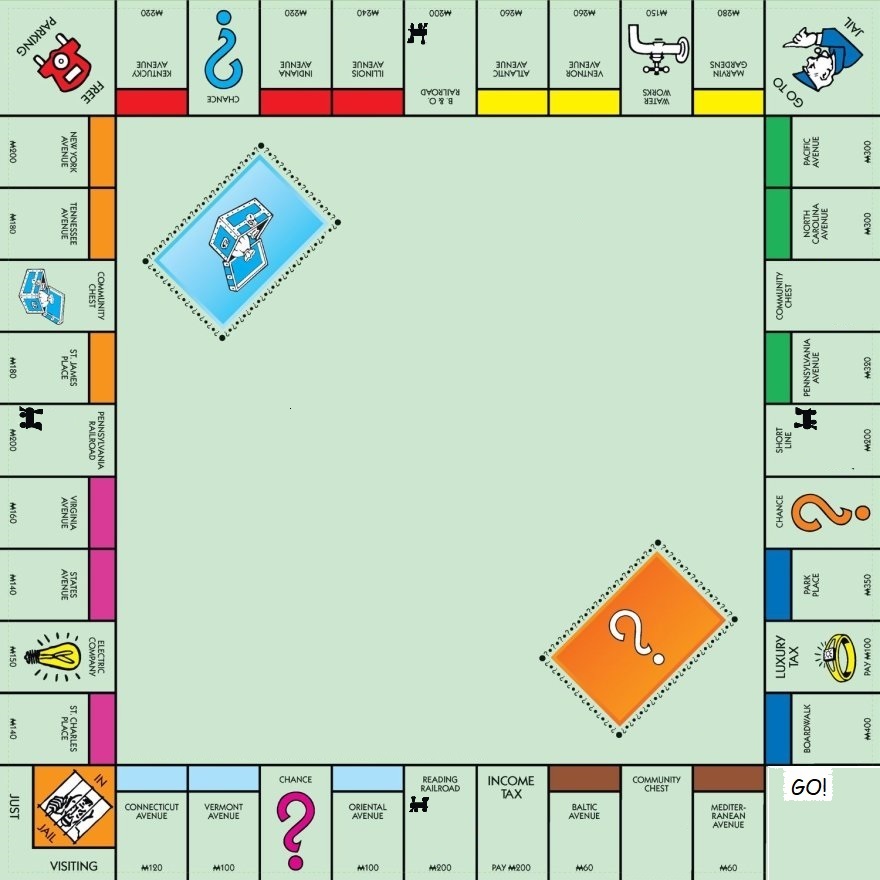 FREE
PARKING
KENTUCKY
AVENUE
₩220
CHANCE
INDIANA
AVENUE
₩220
ILLINOIS
AVENUE
₩240
B. & O.
RAILROAD
₩200
ATLANTIC
AVENUE
₩260
VENTNOR
AVENUE
₩260
WATER
WORKS
₩150
MARVIN
GARDENS
₩280
GO TO
JAIL
PACIFIC
AVENUE
₩300
NORTH
CAROLINA
AVENUE
₩300
COMMUNITY
CHEST
PENNSYLVANIA
AVENUE
₩320
SHORT
LINE
₩200
CHANCE
?
PARK
PLACE
₩350
LUXURY
TAX
PAY ₩100
BOARDWALK
₩400
GO!
MEDITER-
RANEAN
AVENUE
₩60
COMMUNITY
CHEST
BALTIC
AVENUE
₩60
INCOME
TAX
PAY ₩200
READING
RAILROAD
₩200
ORIENTAL
AVENUE
₩100
CHANCE
?
VERMONT
AVENUE
₩100
CONNECTICUT
AVENUE
₩120
IN
JAIL
JUST
VISITING
ST. CHARLES
PLACE
₩140
ELECTRIC
COMPANY
₩150
STATES
AVENUE
₩140
VIRGINIA
AVENUE
₩160
PENNSYLVANIA
RAILROAD
₩200
ST. JAMES
PLACE
₩180
COMMUNITY
CHEST
TENNESSEE
AVENUE
₩180
NEW YORK
AVENUE
₩200
?